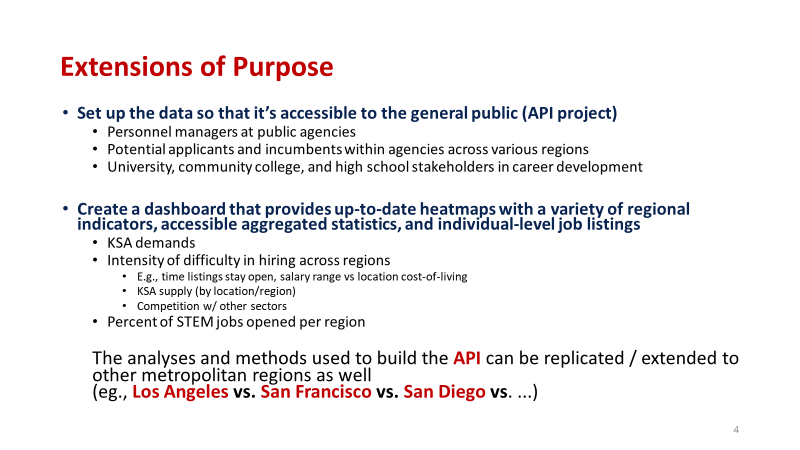 Extensions of Purpose
• Set up the data so that it’s accessible to the general public (API project)
• Personnel managers at public agencies
• Potential applicants and incumbents within agencies across various regions
• University, community college, and high school stakeholders in career development
• Create a dashboard that provides up-to-date heatmaps with a variety of regional
indicators, accessible aggregated statistics, and individual-level job listings
• KSA demands
• Intensity of difficulty in hiring across regions
• E.g., time listings stay open, salary range vs location cost-of-living
• KSA supply (by location/region)
• Competition w/ other sectors
• Percent of STEM jobs opened per region
The analyses and methods used to build the API can be replicated / extended to
other metropolitan regions as well
(eg., Los Angeles vs. San Francisco vs. San Diego vs. ...)
4